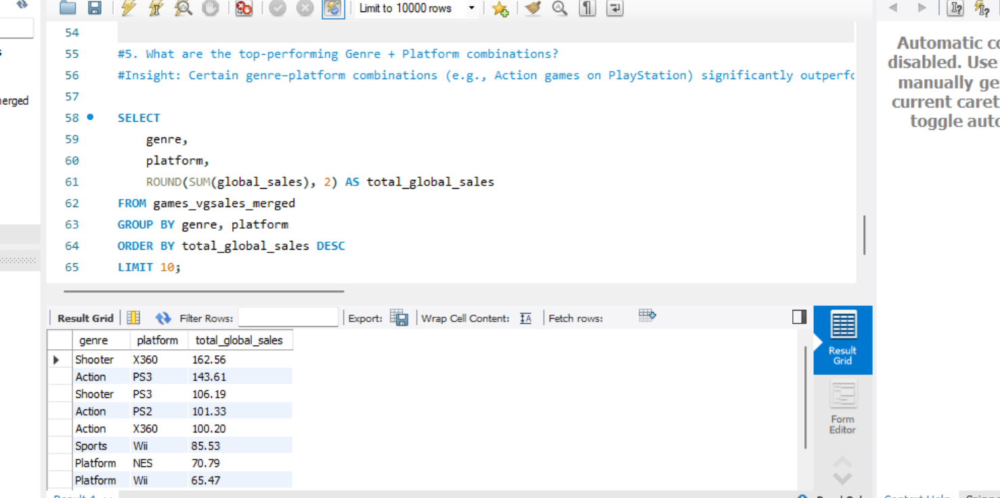 Limit to 10000 rows
54
55 #5. What are the top-performing Genre + Platform combinations?
56 #Insight: Certain genre-platform combinations (e.g., Action games on PlayStation) significantly
57
58 SELECT
59 genre,
60 platform,
61 ROUND(SUM(global_sales), 2) AS total_global_sales
62 FROM games_vgsales_merged
63 GROUP BY genre, platform
64 ORDER BY total_global_sales DESC
65 LIMIT 10;
Automatic
disabled. Use
manually
current caret
toggle
Result Grid Filter Rows: Export: Wrap Cell Content: Fetch rows:
genre platform total_global_sales
Shooter X360 162.56
Action PS3 143.61
Shooter PS3 106.19
Action PS2 101.33
Action X360 100.20
Sports Wii 85.53
Platform NES 70.79
Platform Wii 65.47
Result
Grid
Form
Editor